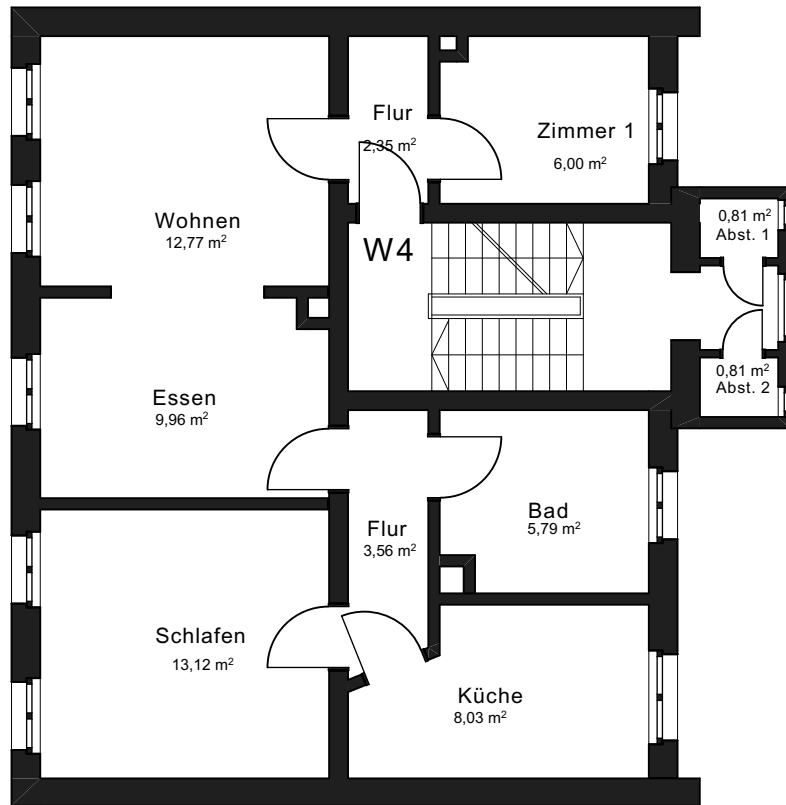 Flur
2,35 m²
Zimmer 1
6,00 m²
Wohnen
12,77 m²
W4
0,81 m²
Abst. 1
0,81 m²
Abst. 2
Essen
9,96 m²
Bad
5,79 m²
Flur
3,56 m²
Schlafen
13,12 m²
Küche
8,03 m²